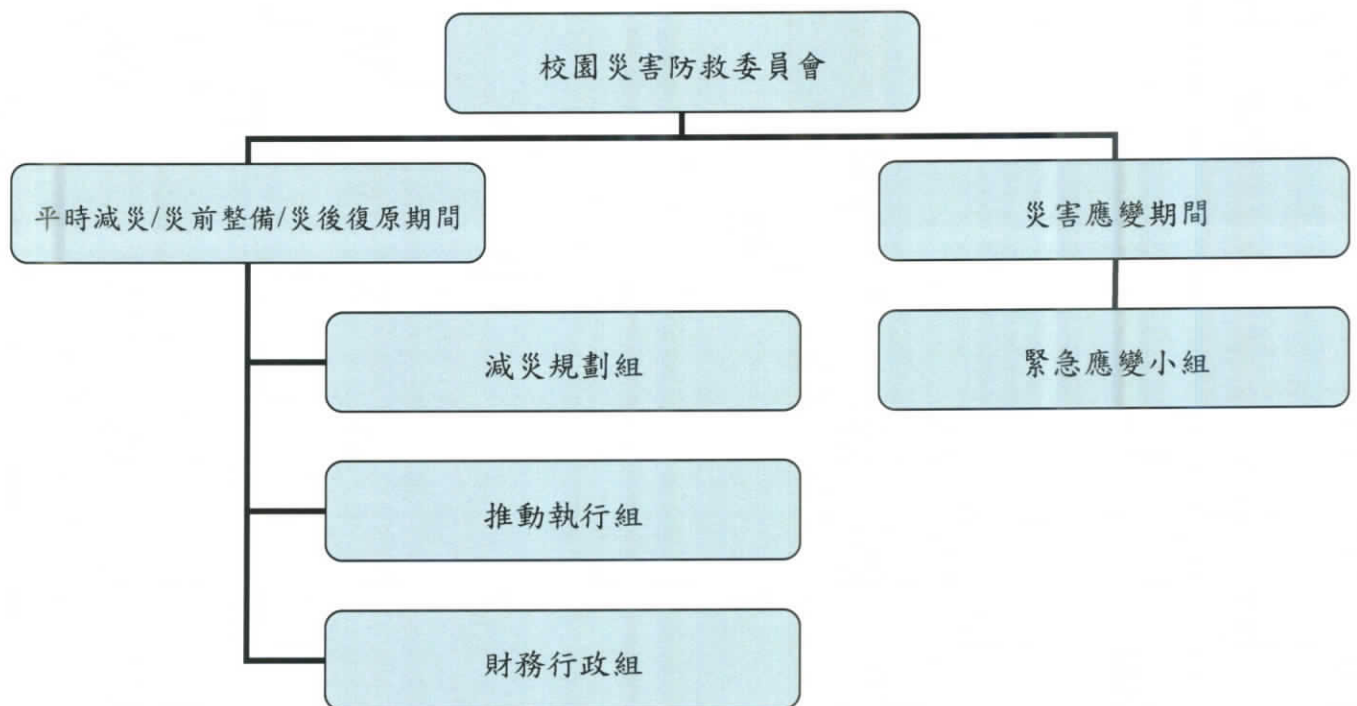 校園災害防救委員會
平時減災/災前整備/災後復原期間
災害應變期間
減災規劃組
緊急應變小組
推動執行組
財務行政組